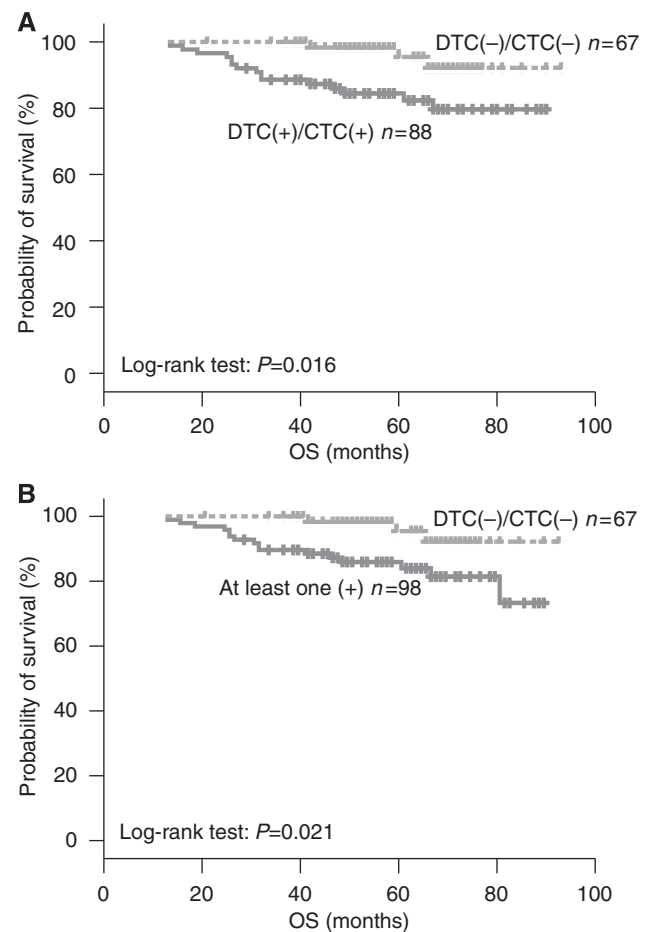 A
Probability of survival (%)
100
80
60
40
20
0
DTC(–)/CTC(–) n=67
DTC(+)/CTC(+) n=88
Log-rank test: P=0.016
0 20 40 60 80 100
OS (months)
B
Probability of survival (%)
100
80
60
40
20
0
DTC(–)/CTC(–) n=67
At least one (+) n=98
Log-rank test: P=0.021
0 20 40 60 80 100
OS (months)